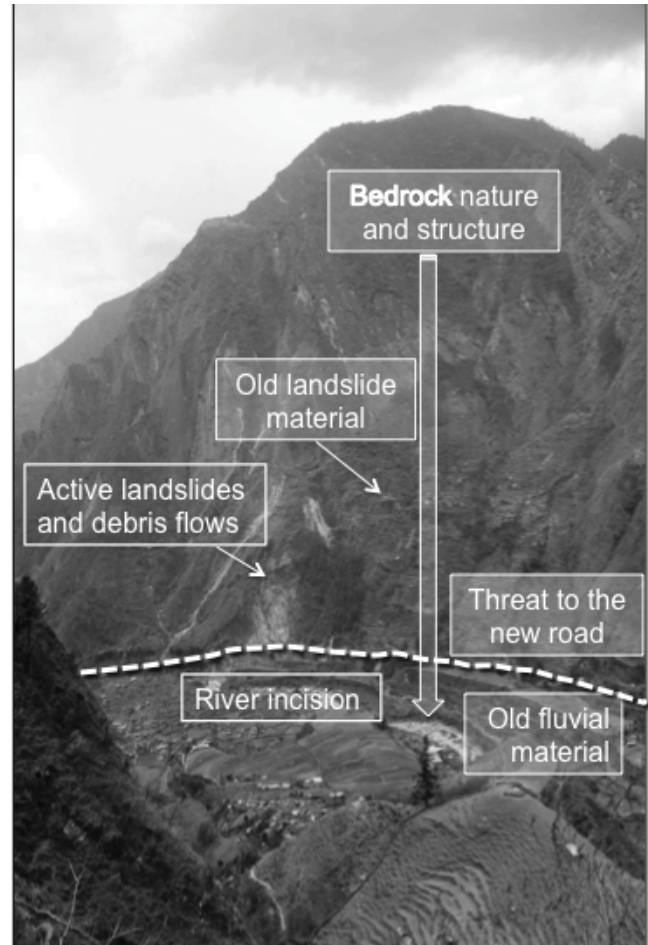 Bedrock nature
and structure
Old landslide
material
Active landslides
and debris flows
Threat to the
new road
River incision
Old fluvial
material